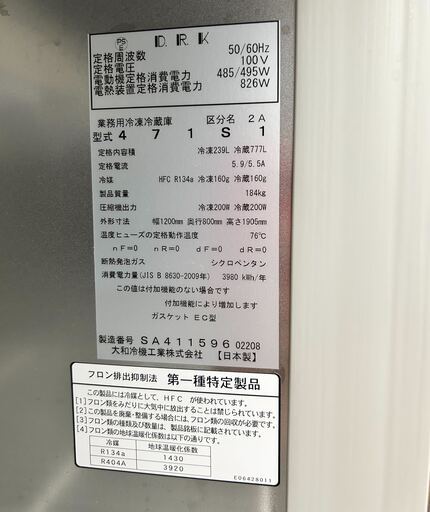 PS
E
D.R.K
定格周波数 50/60Hz
定格電圧 100V
電動機定格消費電力 485/495W
電熱装置定格消費電力 826W
業務用冷凍冷蔵庫 区分名 2A
型式 471S1
定格内容積 冷凍239L 冷蔵777L
定格電流 5.9/5.5A
冷媒 HFC R134a 冷凍160g 冷蔵160g
製品質量 184kg
圧縮機出力 冷凍200W 冷蔵200W
外形寸法 幅1200mm 奥行800mm 高さ1905mm
温度ヒューズの定格動作温度 76℃
nF=0 nR=0 dF=0 dR=0
断熱発泡ガス シクロペンタン
消費電力量(JIS B 8630-2009年) 3980 kWh/年
この値は付加機能のない場合です
付加機能により増加します
ガスケット EC型
製造番号 SA411596 02208
大和冷機工業株式会社 【日本製】
フロン排出抑制法 第一種特定製品
この製品には冷媒として、HFC が使われています。
[1]フロン類をみだりに大気中に放出することは禁じられています。
[2]この製品を廃棄・整備する場合には、フロン類の回収が必要です。
[3]フロン類の種類及び数量は、製品銘板に記載されています。
[4]フロン類の地球温暖化係数は以下の通りです。
冷媒 地球温暖化係数
R134a 1430
R404A 3920
E06428011